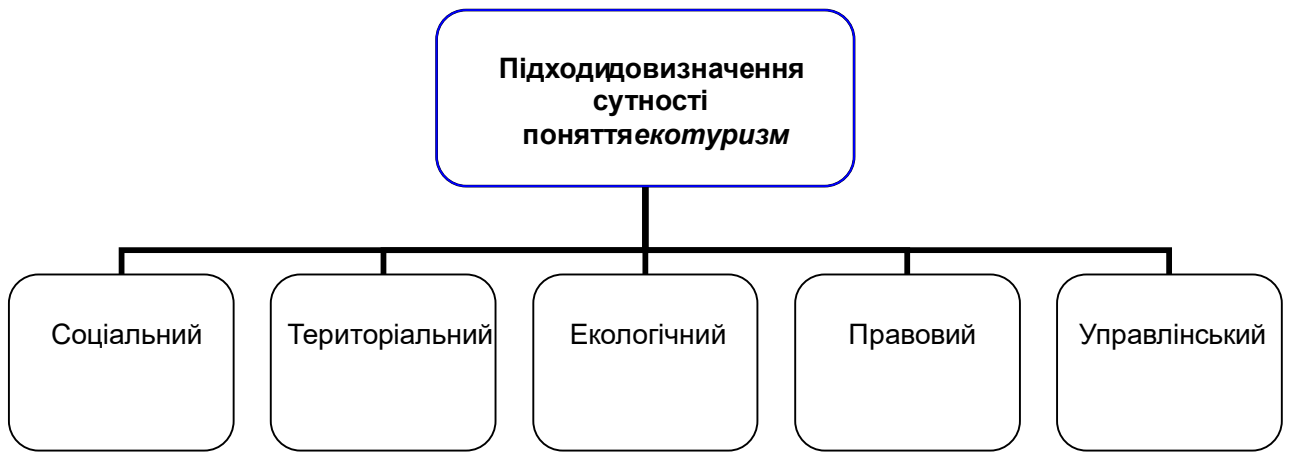 Підходидовизначення
сутності
поняттяекотуризм
Соціальний
Територіальний
Екологічний
Правовий
Управлінський